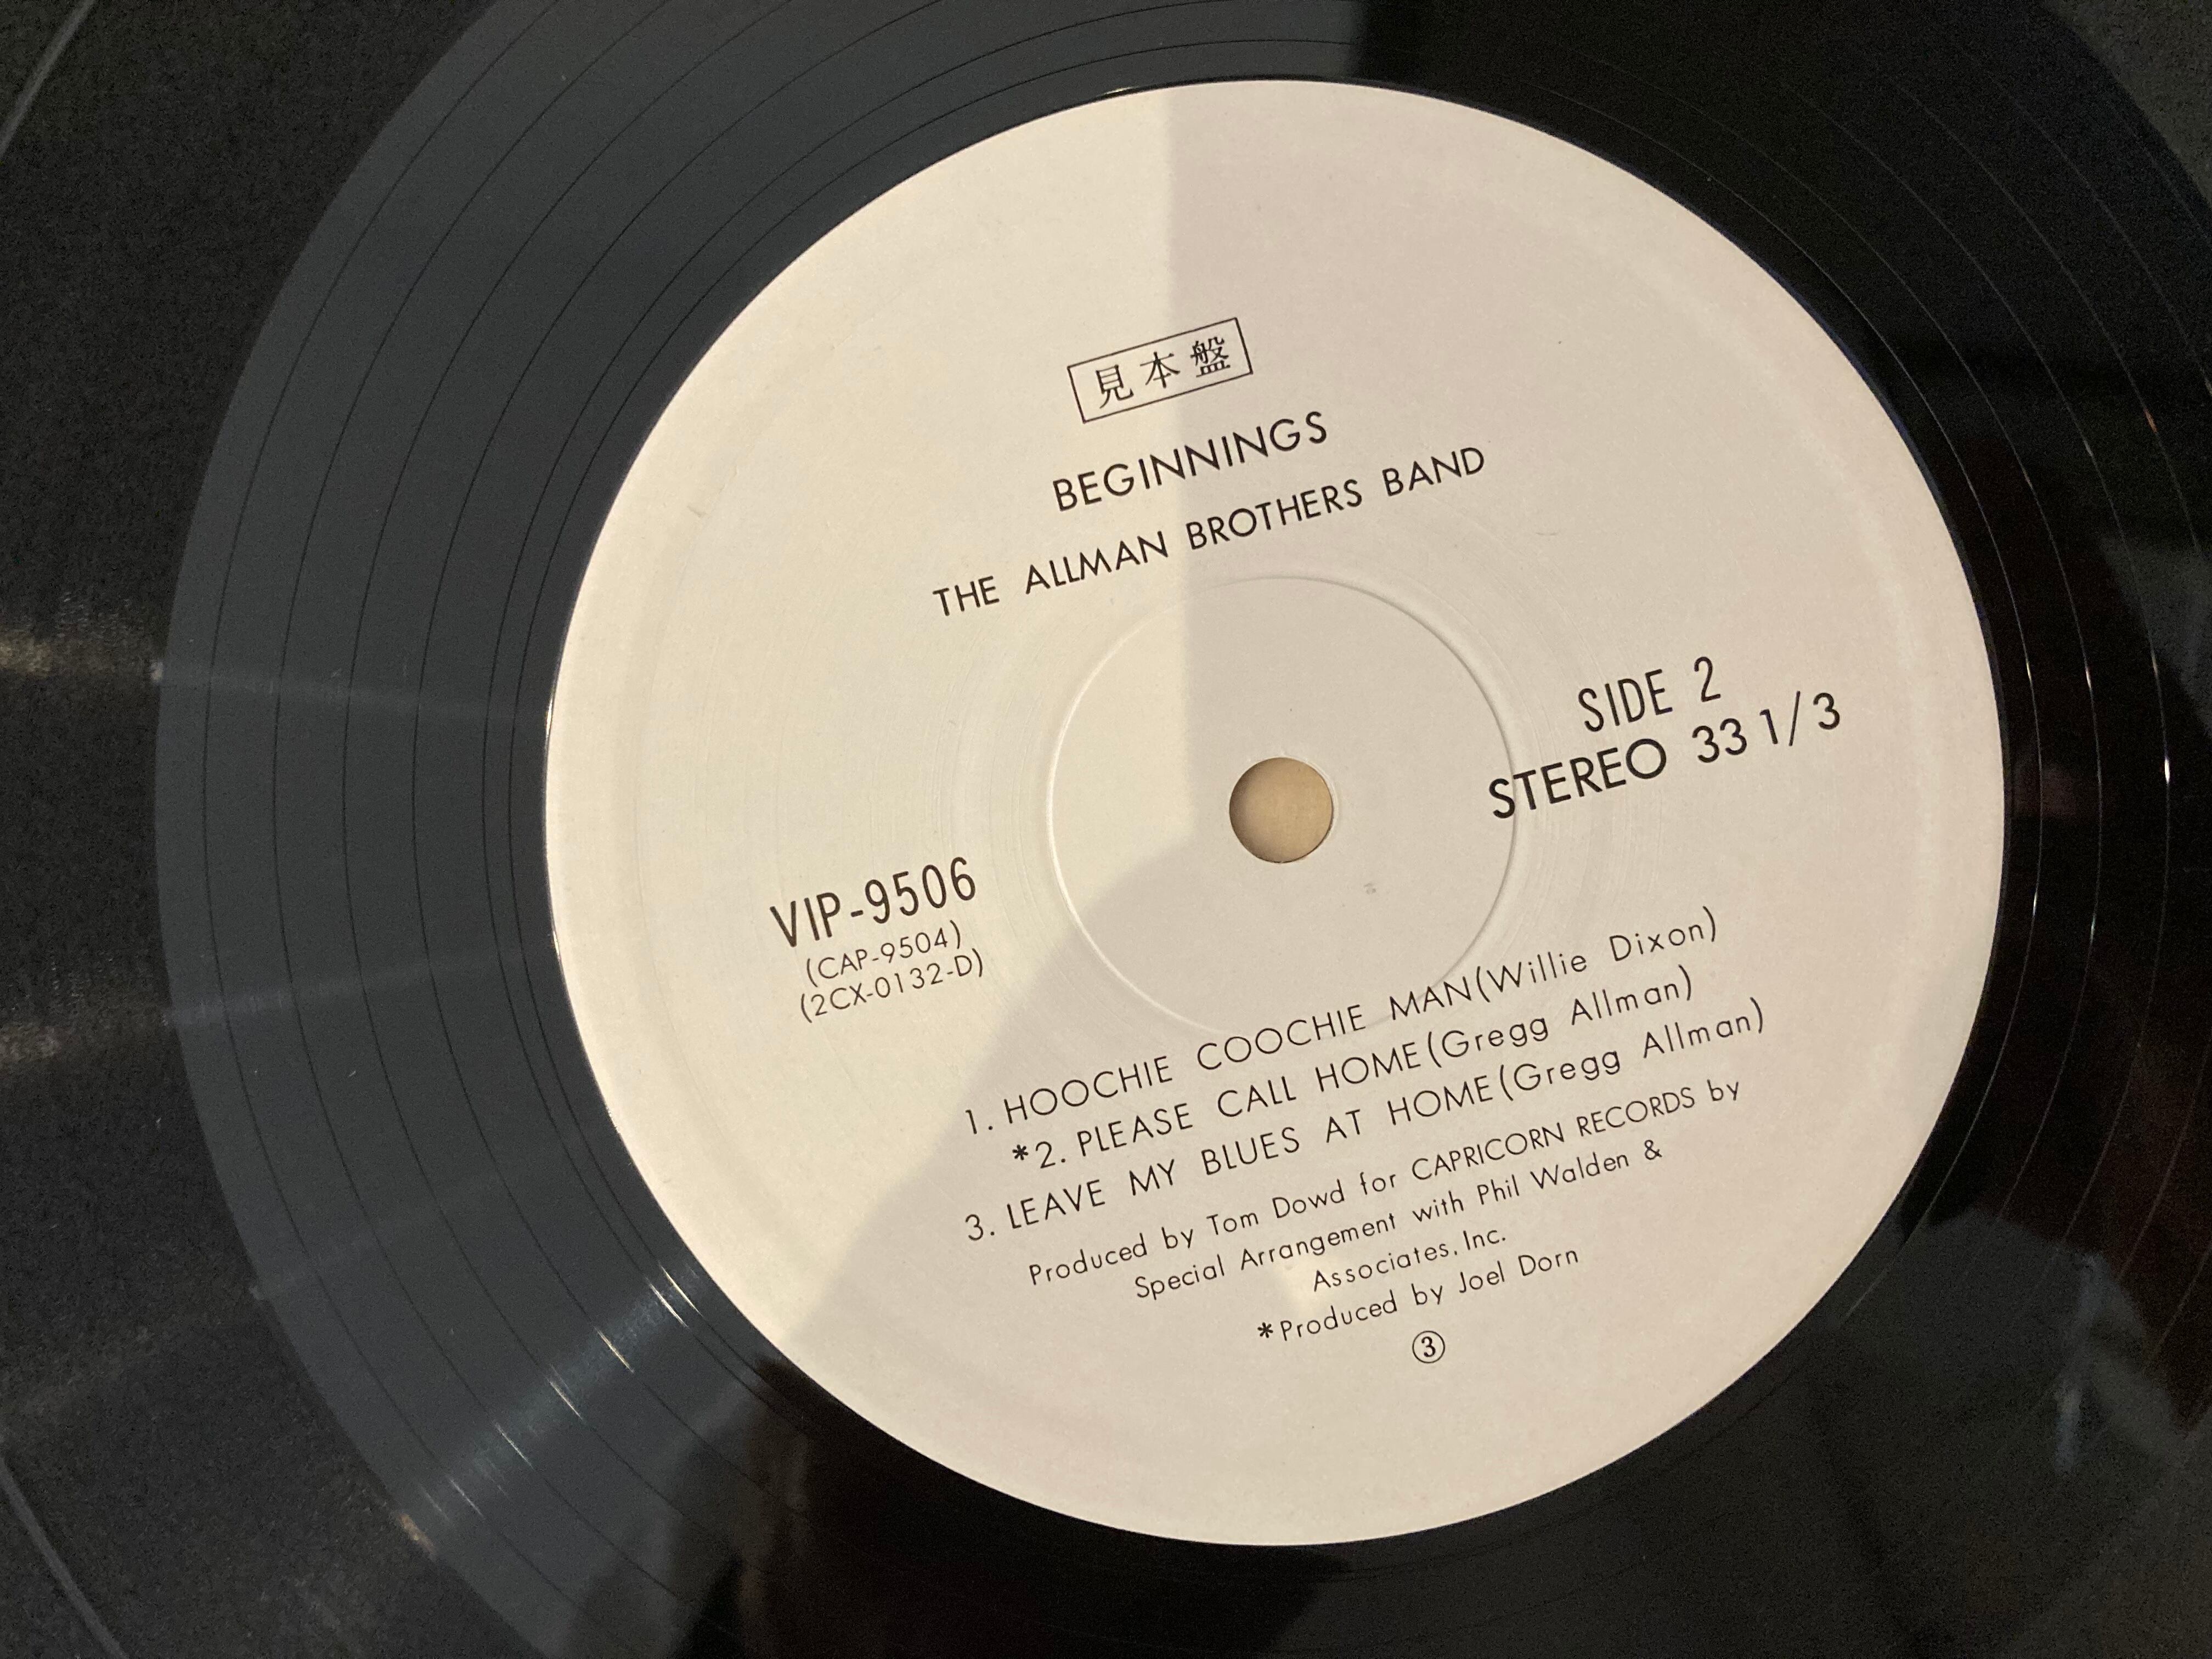 見本盤
BEGINNINGS
THE ALLMAN BROTHERS BAND
SIDE 2
STEREO 33 1/3
VIP-9506
(CAP-9504)
(2CX-0132-D)
1. HOOCHIE COOCHIE MAN(Willie Dixon)
*2. PLEASE CALL HOME(Gregg Allman)
3. LEAVE MY BLUES AT HOME(Gregg Allman)
Produced by Tom Dowd for CAPRICORN RECORDS by
Special Arrangement with Phil Walden &
Associates, Inc.
*Produced by Joel Dorn
③